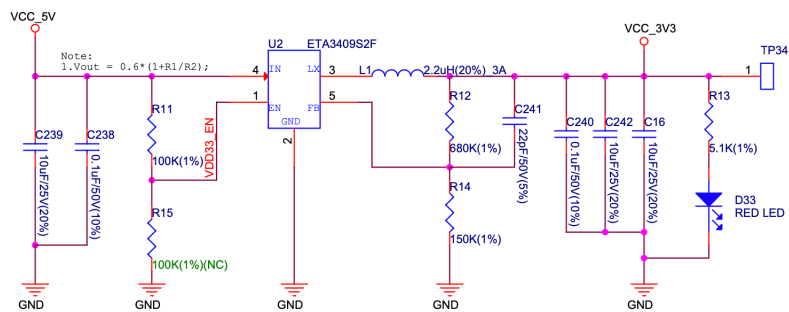 VCC_5V
VCC_3V3
U2
ETA3409S2F
Note:
1.Vout = 0.6*(1+R1/R2);
TP34
4
IN
LX
3
L1
2.2uH(20%)_3A
1
1
EN
FB
5
GND
2
R11
100K(1%)
VDD33_EN
R12
680K(1%)
C241
22pF/50V(5%)
C240
0.1uF/50V(10%)
C242
10uF/25V(20%)
C16
10uF/25V(20%)
R13
5.1K(1%)
C239
10uF/25V(20%)
C238
0.1uF/50V(10%)
R14
150K(1%)
D33
RED LED
R15
100K(1%)(NC)
GND
GND
GND
GND
GND